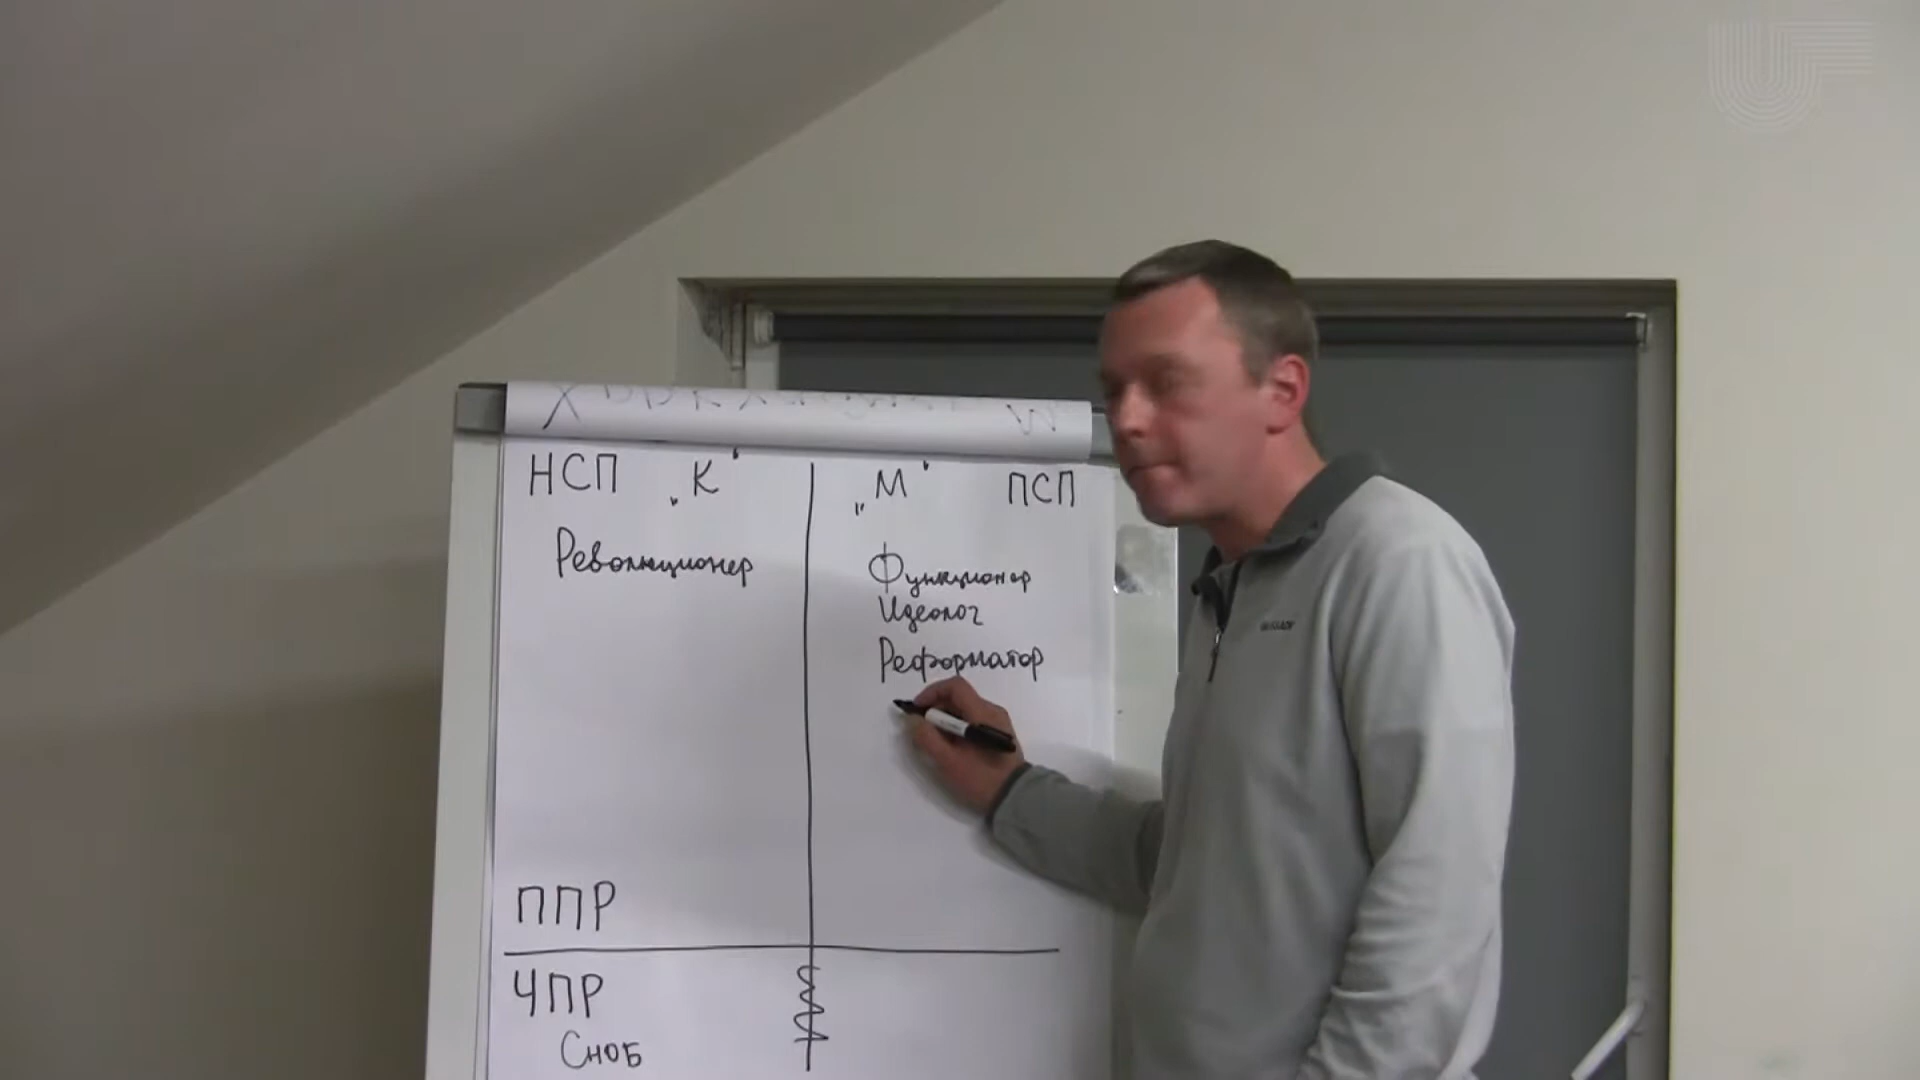 НСП „К“ „М“ ПСП
Революционер
Функционер
Идеолог
Реформатор
ППР
ЧПР
Сноб